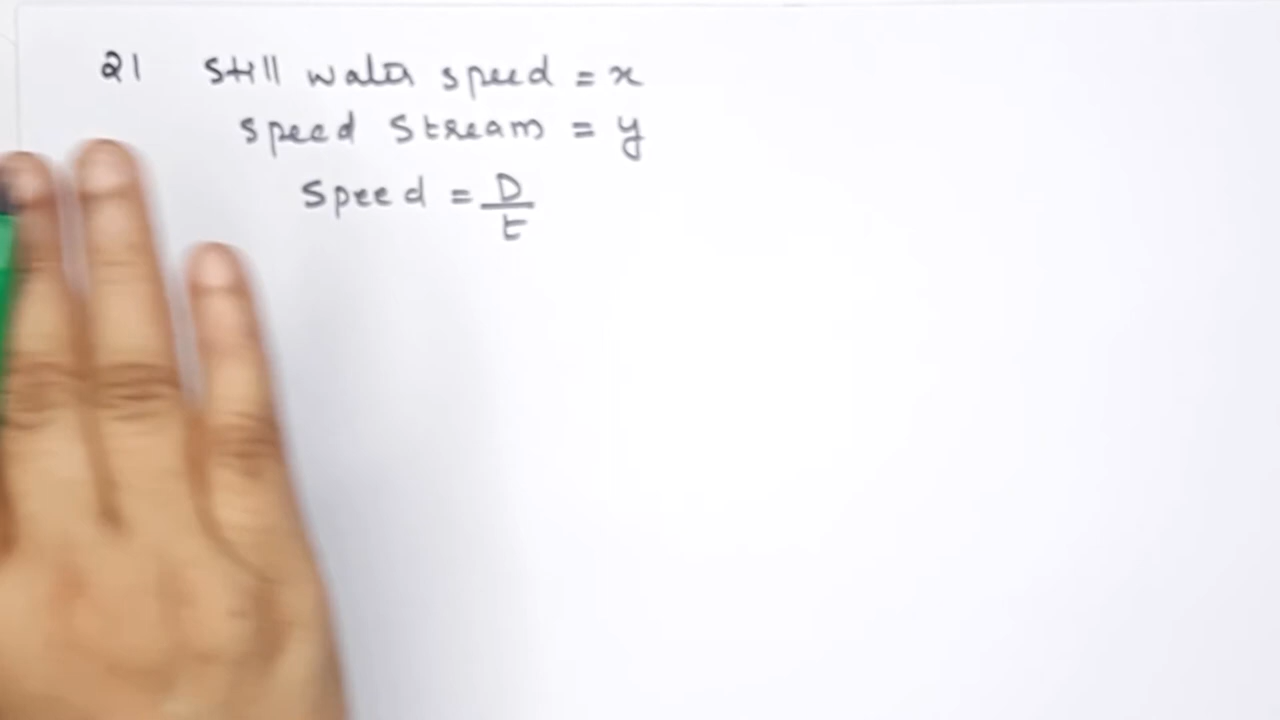 21 Still water speed = x
speed stream = y
Speed = D/t